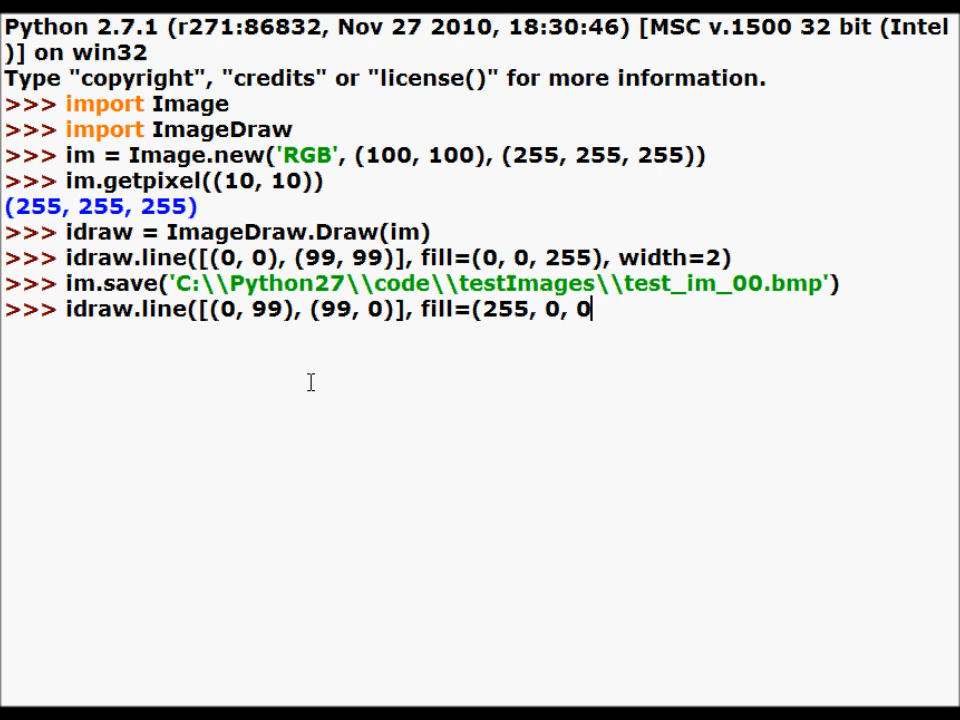 Python 2.7.1 (r271:86832, Nov 27 2010, 18:30:46) [MSC v.1500 32 bit (Intel
)] on win32
Type "copyright", "credits" or "license()" for more information.
>>> import Image
>>> import ImageDraw
>>> im = Image.new('RGB', (100, 100), (255, 255, 255))
>>> im.getpixel((10, 10))
(255, 255, 255)
>>> idraw = ImageDraw.Draw(im)
>>> idraw.line([(0, 0), (99, 99)], fill=(0, 0, 255), width=2)
>>> im.save('C:\\Python27\\code\\testImages\\test_im_00.bmp')
>>> idraw.line([(0, 99), (99, 0)], fill=(255, 0, 0